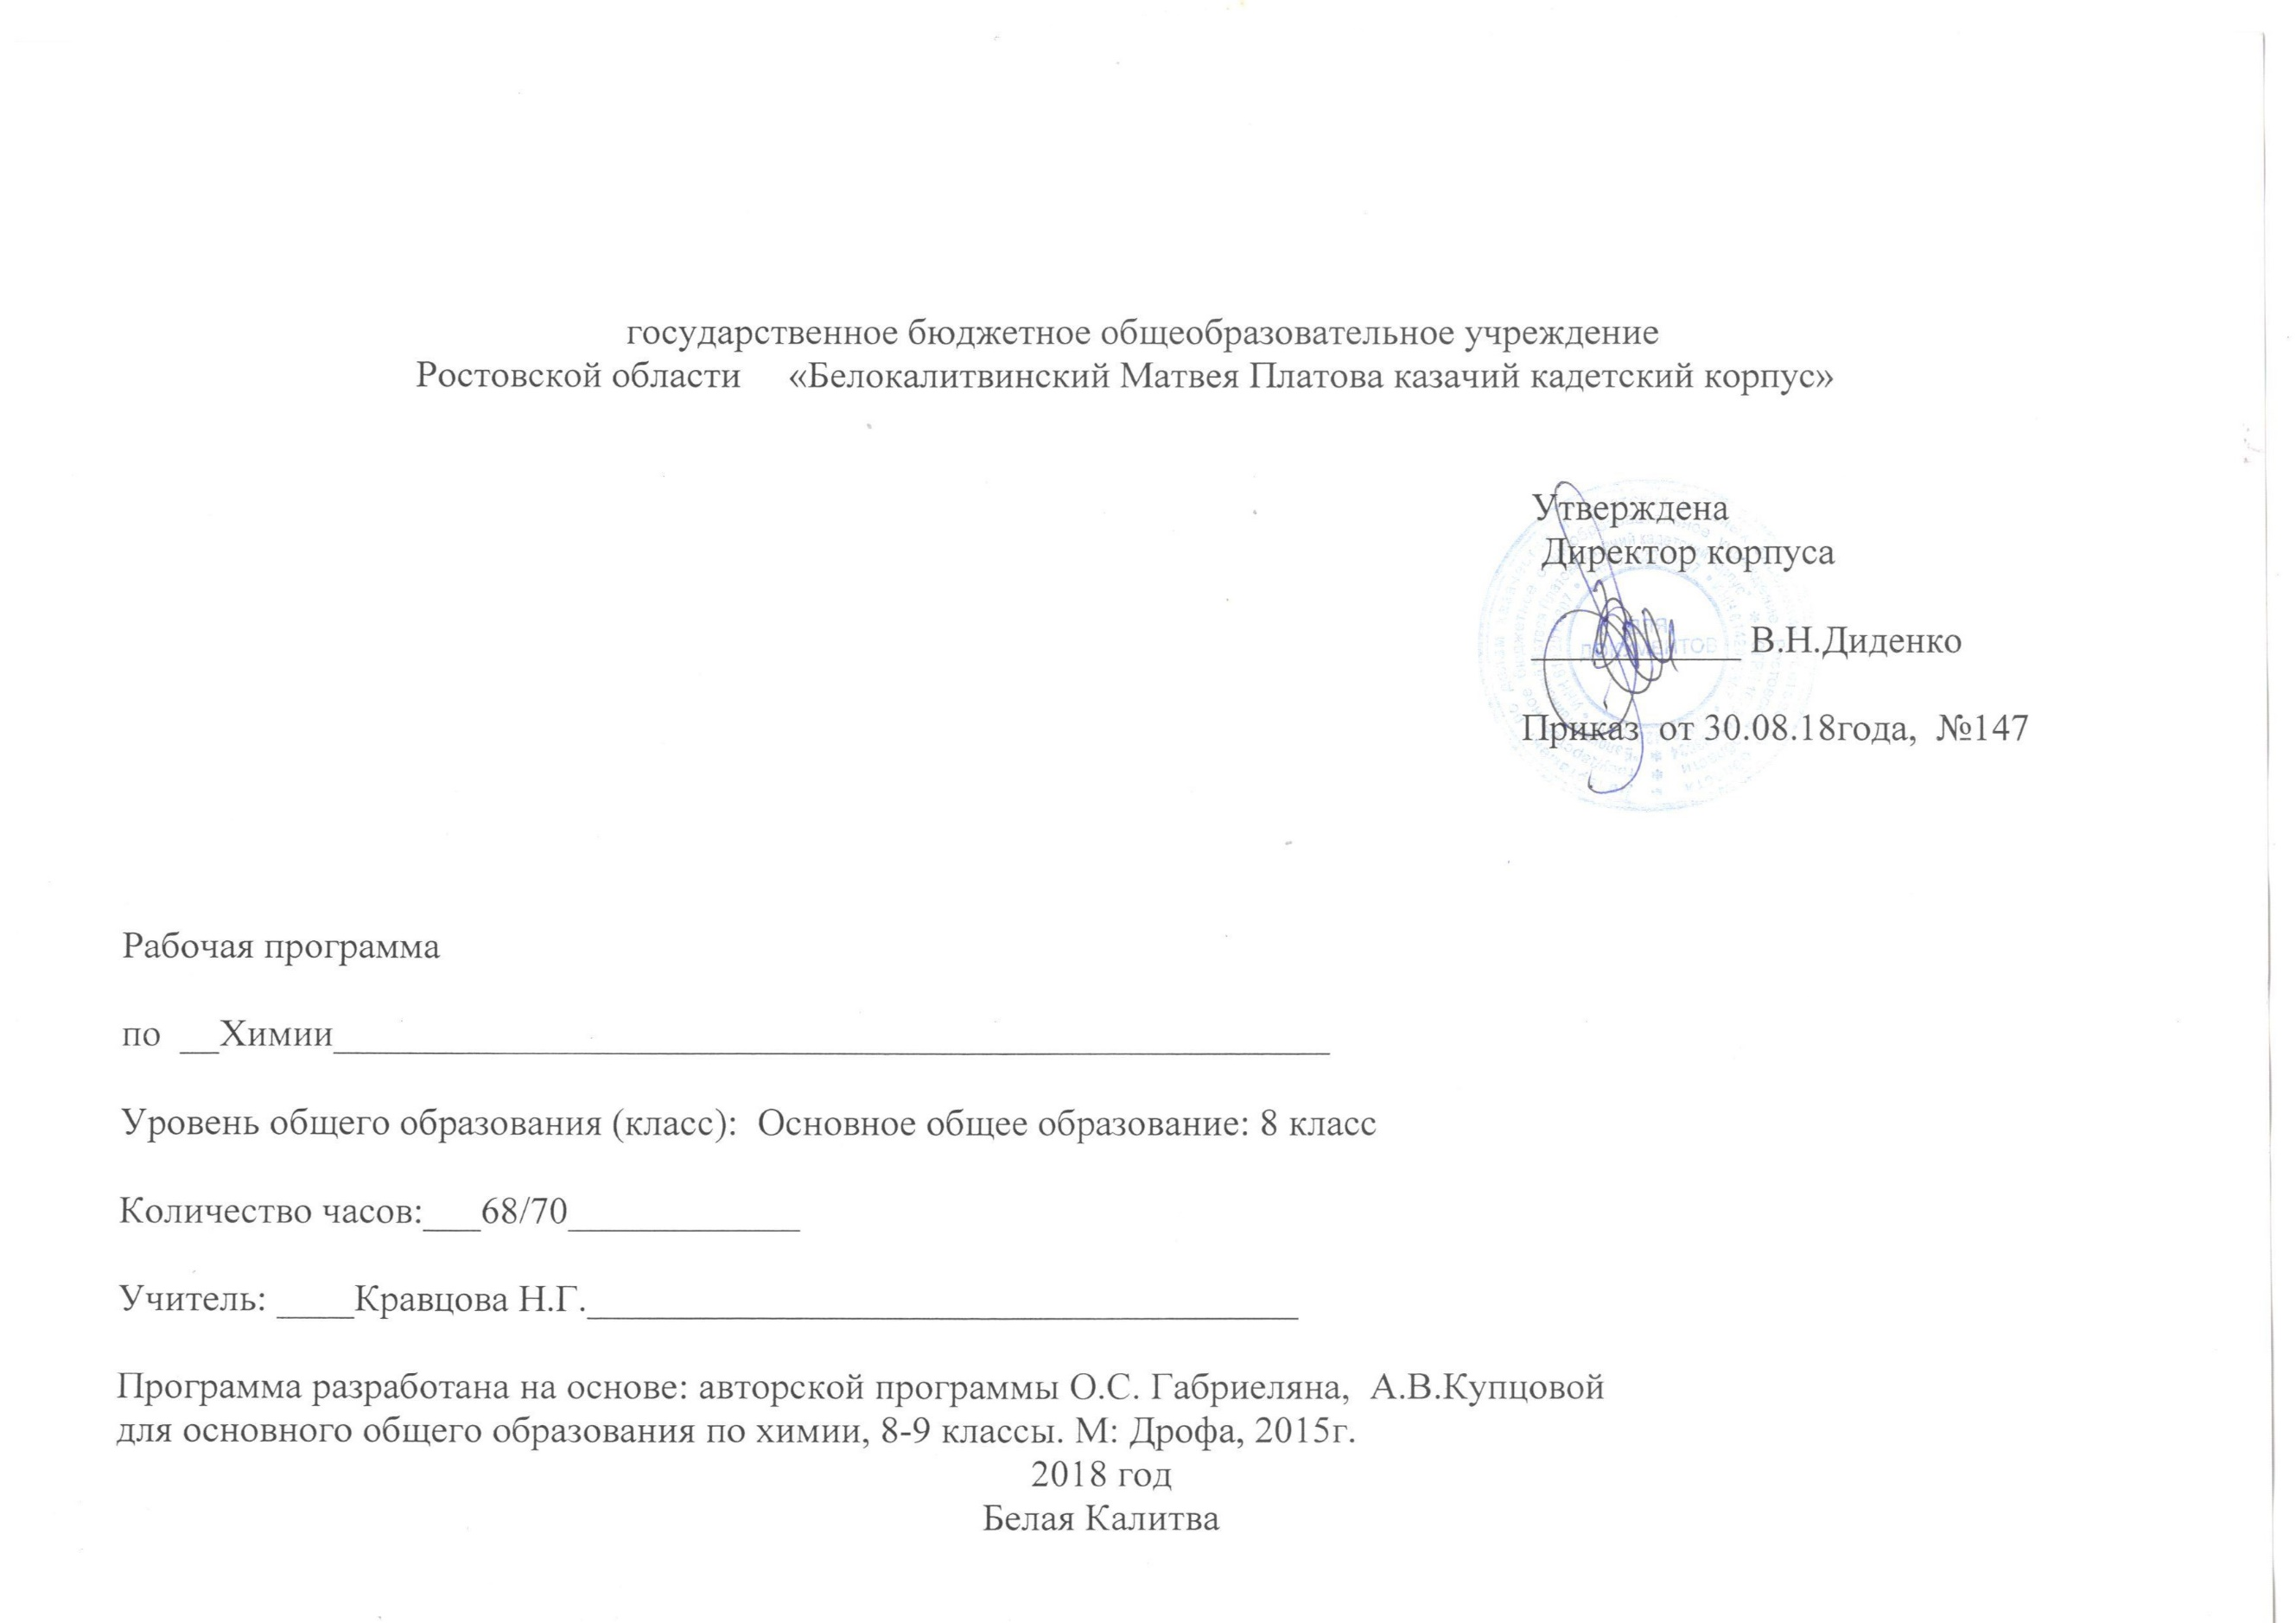 государственное бюджетное общеобразовательное учреждение
Ростовской области «Белокалитвинский Матвея Платова казачий кадетский корпус»
Утверждена
Директор корпуса
___________ В.Н.Диденко
Приказ от 30.08.18года, №147
Рабочая программа
по __Химии____________________________________________________
Уровень общего образования (класс): Основное общее образование: 8 класс
Количество часов:___68/70____________
Учитель: ____Кравцова Н.Г._____________________________________
Программа разработана на основе: авторской программы О.С. Габриеляна, А.В.Купцовой
для основного общего образования по химии, 8-9 классы. М: Дрофа, 2015г.
2018 год
Белая Калитва